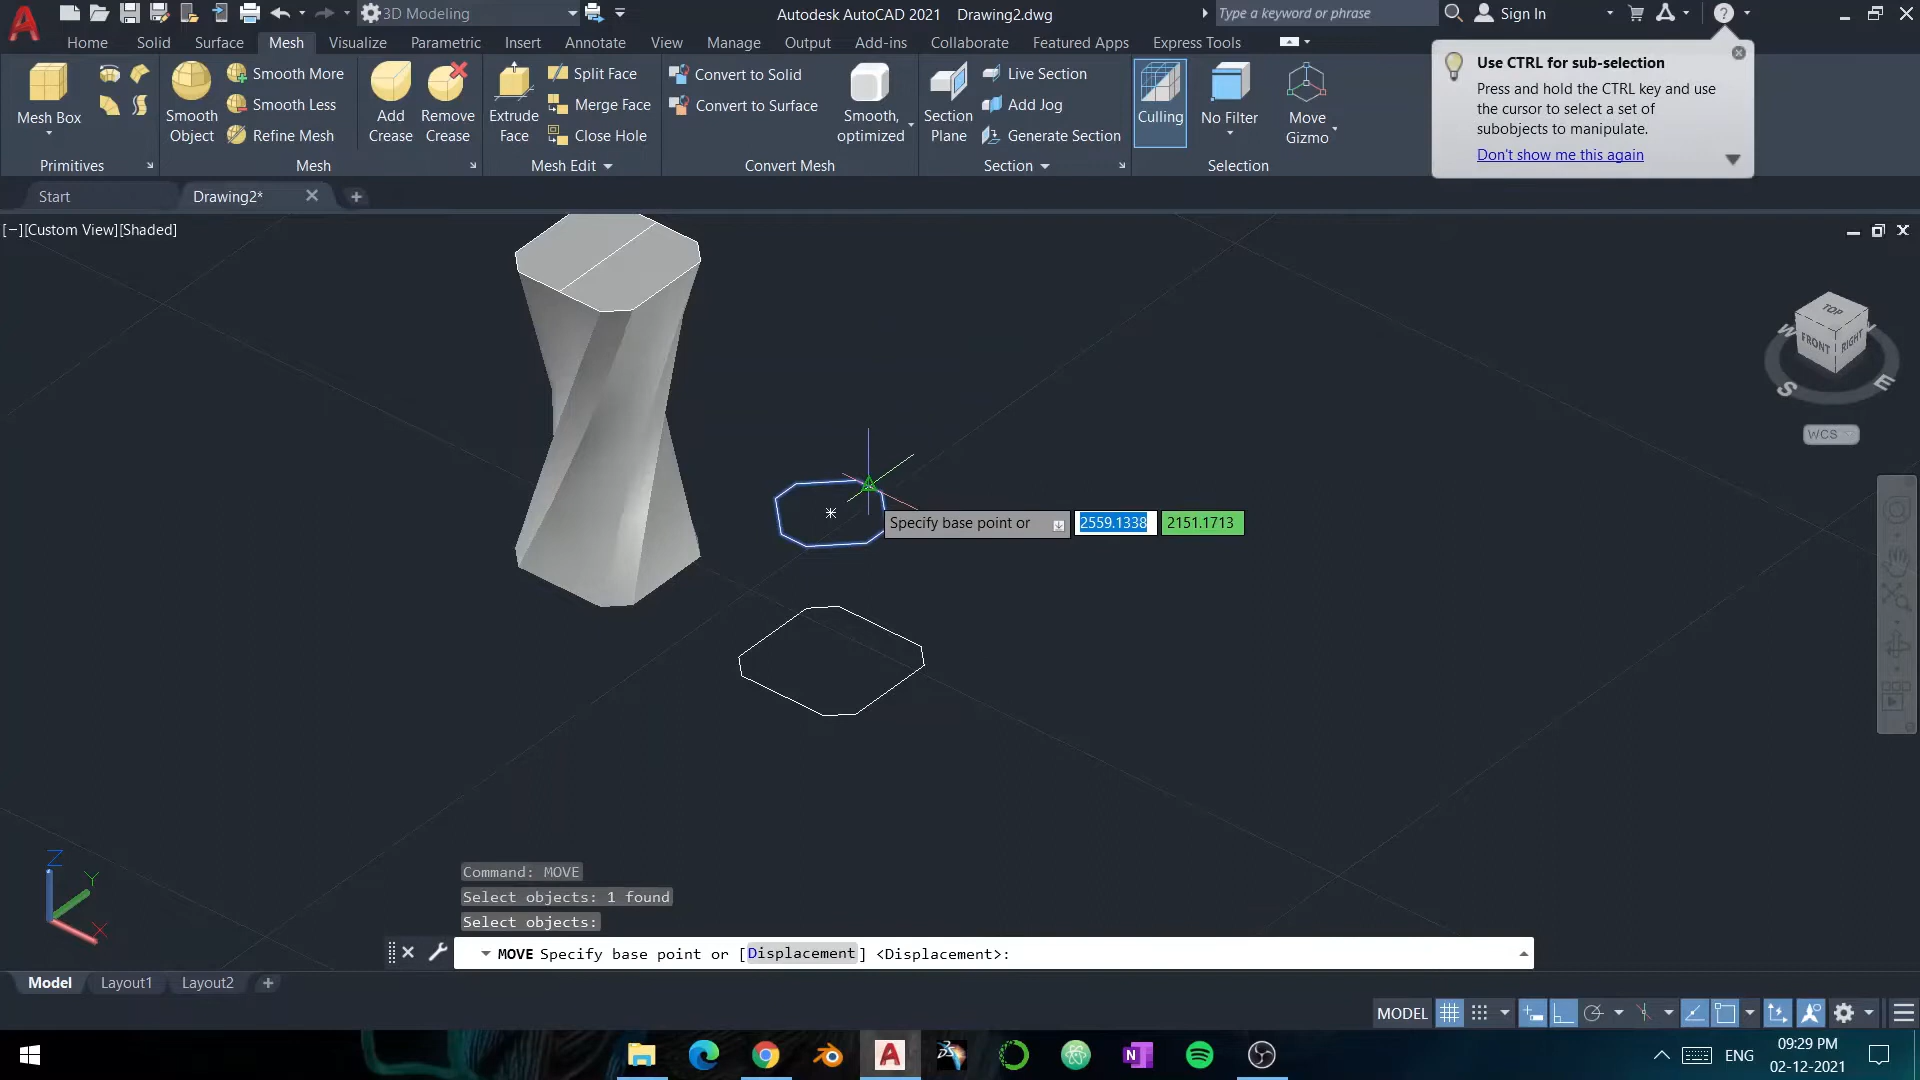 3D Modeling
Autodesk AutoCAD 2021 Drawing2.dwg
Type a keyword or phrase
Sign In
Home Solid Surface Mesh Visualize Parametric Insert Annotate View Manage Output Add-ins Collaborate Featured Apps Express Tools
Mesh Box
Primitives
Smooth Object
Smooth More
Smooth Less
Refine Mesh
Add Crease
Remove Crease
Mesh
Extrude Face
Split Face
Merge Face
Close Hole
Mesh Edit
Convert to Solid
Convert to Surface
Smooth, optimized
Convert Mesh
Section Plane
Live Section
Add Jog
Generate Section
Section
Culling
No Filter
Move Gizmo
Selection
Use CTRL for sub-selection
Press and hold the CTRL key and use
the cursor to select a set of
subobjects to manipulate.
Don't show me this again
Start
Drawing2*
[−][Custom View][Shaded]
TOP
FRONT
RIGHT
W
S
E
WCS
Specify base point or 2559.1338 2151.1713
Z
Y
X
Command: MOVE
Select objects: 1 found
Select objects:
MOVE Specify base point or [Displacement] <Displacement>:
Model Layout1 Layout2
MODEL
ENG
09:29 PM
02-12-2021